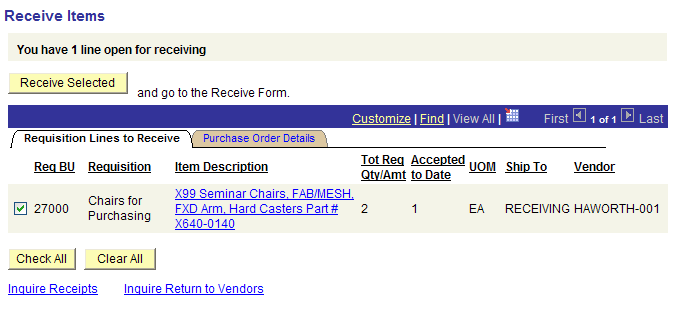 Receive Items
You have 1 line open for receiving
Receive Selected and go to the Receive Form.
Customize | Find | View All | First 1 of 1 Last
Requisition Lines to Receive Purchase Order Details
Req BU Requisition Item Description Tot Req Qty/Amt Accepted to Date UOM Ship To Vendor
27000 Chairs for Purchasing X99 Seminar Chairs, FAB/MESH, FXD Arm, Hard Casters Part # X640-0140 2 1 EA RECEIVING HAWORTH-001
Check All Clear All
Inquire Receipts Inquire Return to Vendors